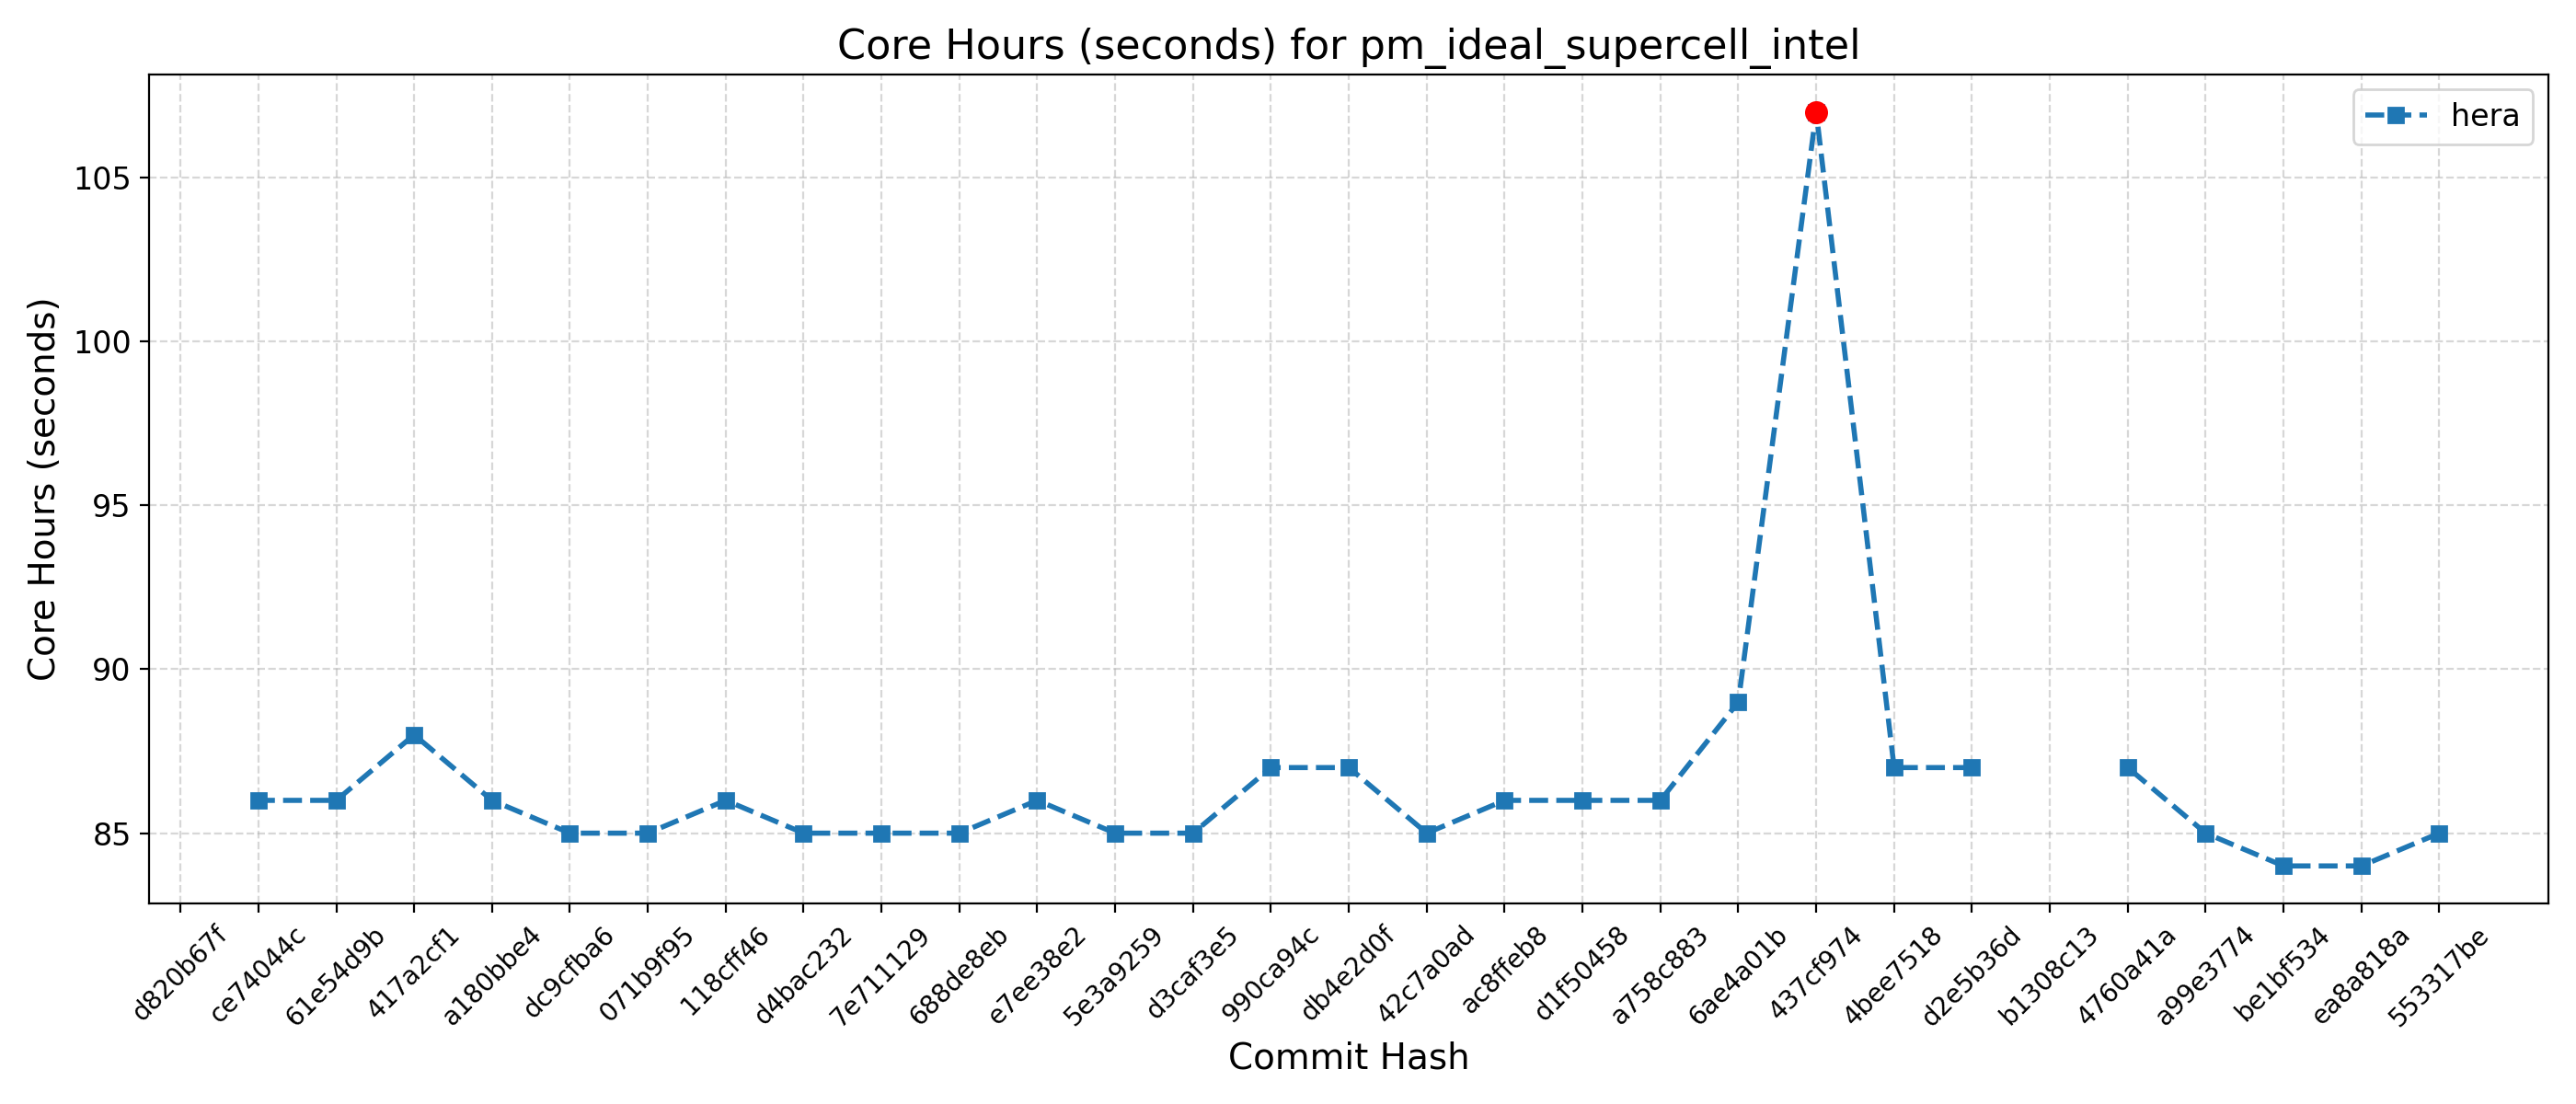 Core Hours (seconds) for pm_ideal_supercell_intel
hera
Core Hours (seconds)
105
100
95
90
85
d820b67f
ce74044c
61e54d9b
417a2cf1
a180bbe4
dc9cfba6
071b9f95
118cff46
d4bac232
7e711129
688de8eb
e7ee38e2
5e3a9259
d3caf3e5
990ca94c
db4e2d0f
42c7a0ad
ac8ffeb8
d1f50458
a758c883
6ae4a01b
437cf974
4bee7518
d2e5b36d
b1308c13
4760a41a
a99e3774
be1bf534
ea8a818a
553317be
Commit Hash